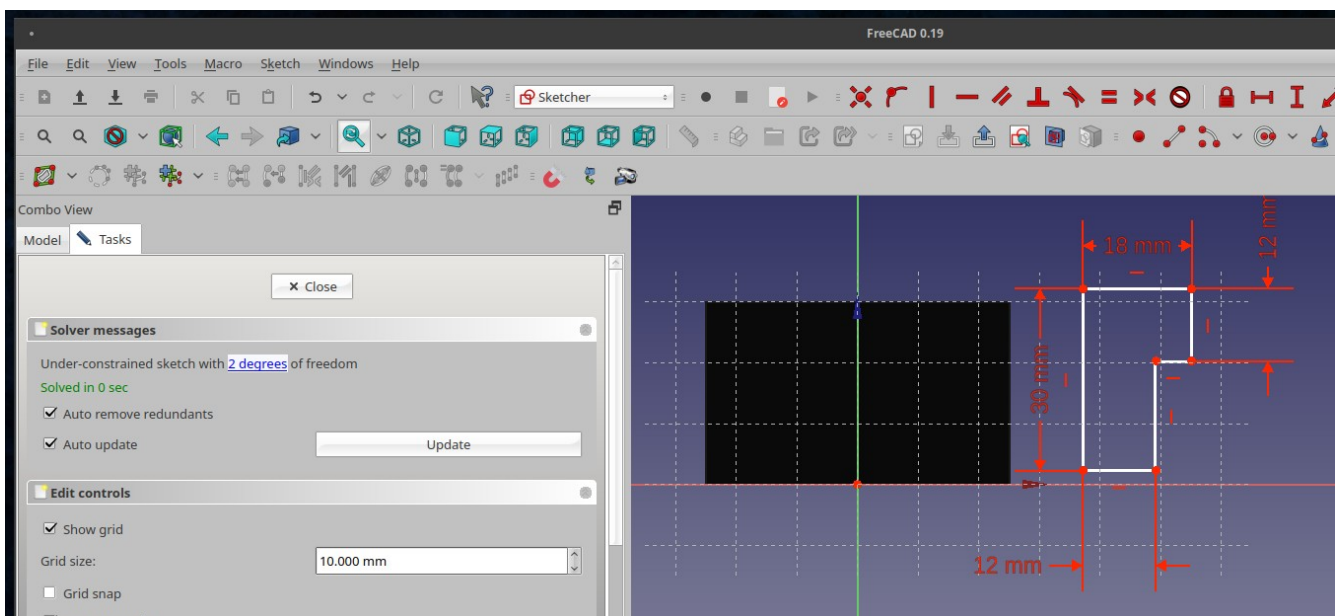 FreeCAD 0.19
File Edit View Tools Macro Sketch Windows Help
Sketcher
Combo View
Model Tasks
Close
Solver messages
Under-constrained sketch with 2 degrees of freedom
Solved in 0 sec
Auto remove redundants
Auto update Update
Edit controls
Show grid
Grid size: 10.000 mm
Grid snap
18 mm
12 mm
30 mm
12 mm